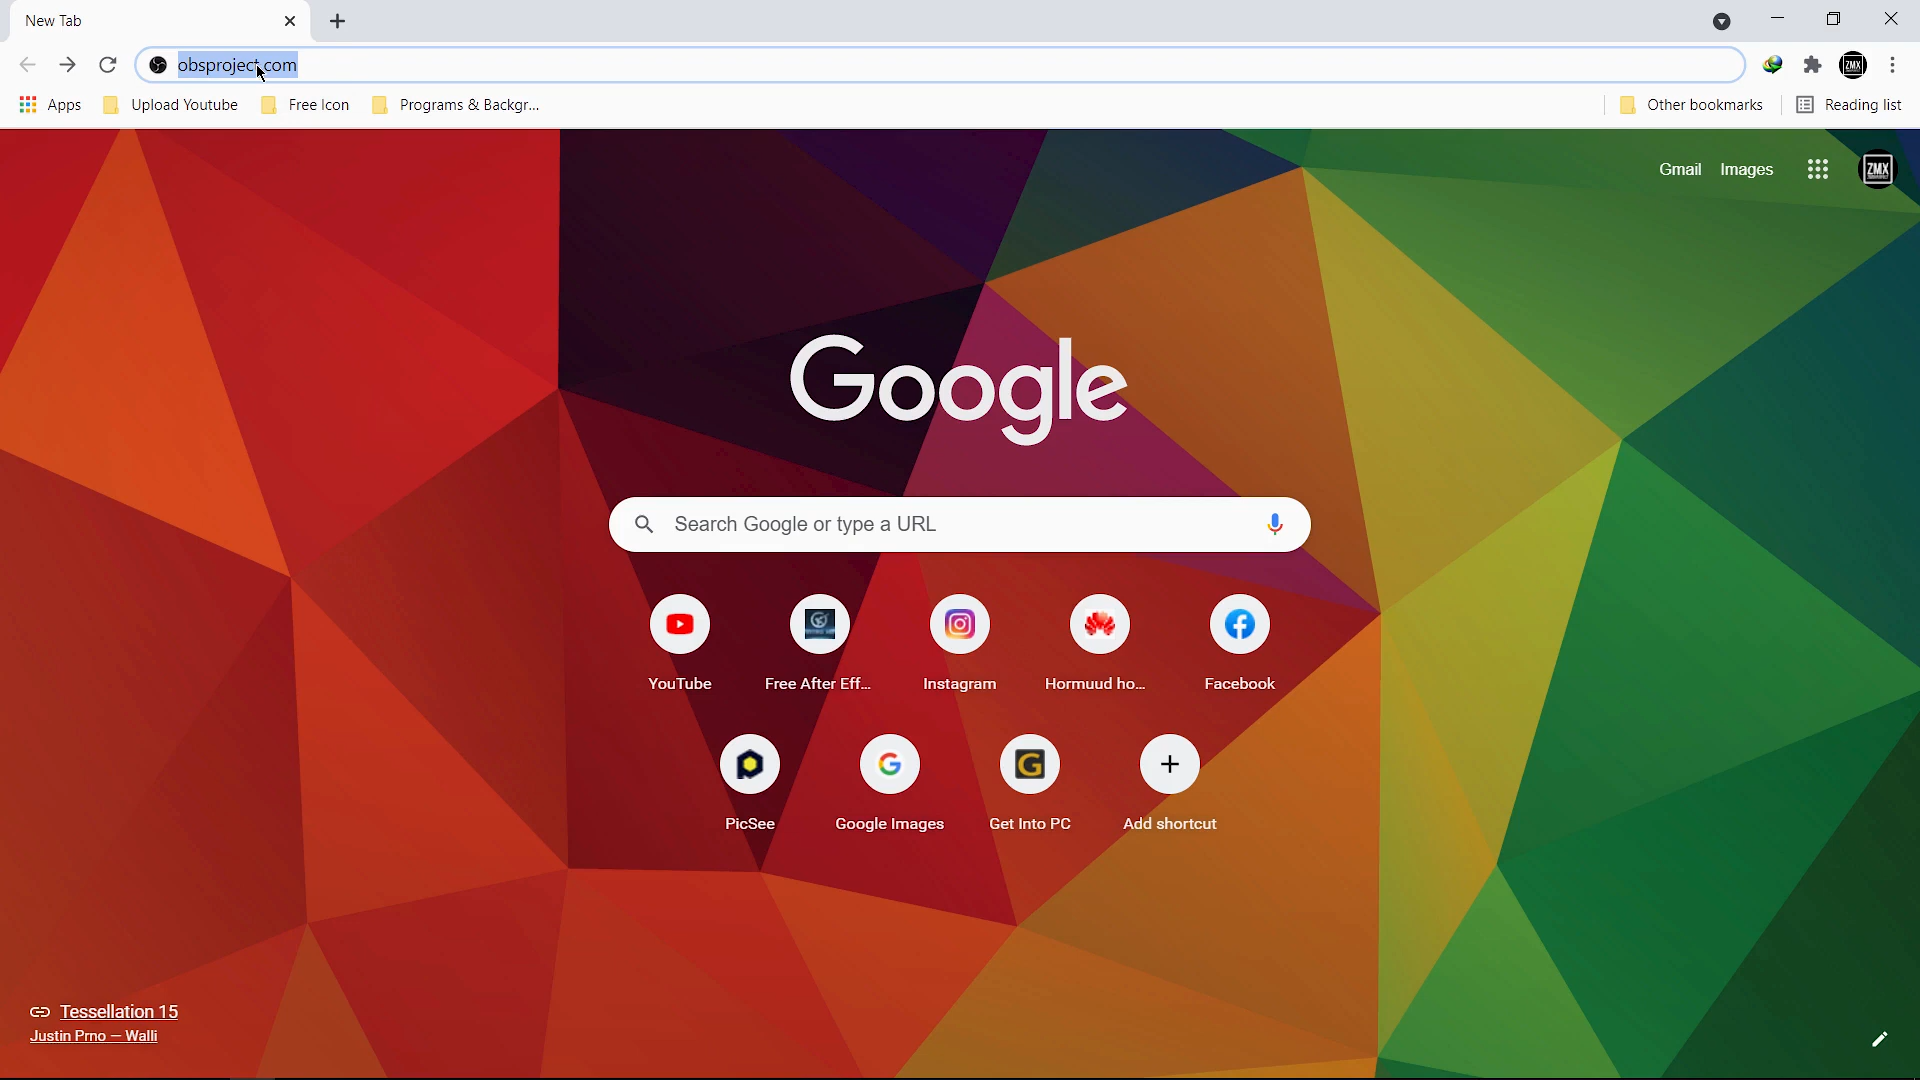 New Tab
obsproject.com
Apps Upload Youtube Free Icon Programs & Backgr... Other bookmarks Reading list
Gmail Images ZMX
Google
Search Google or type a URL
YouTube Free After Eff... Instagram Hormuud ho... Facebook
PicSee Google Images Get Into PC Add shortcut
Tessellation 15
Justin Prno — Walli